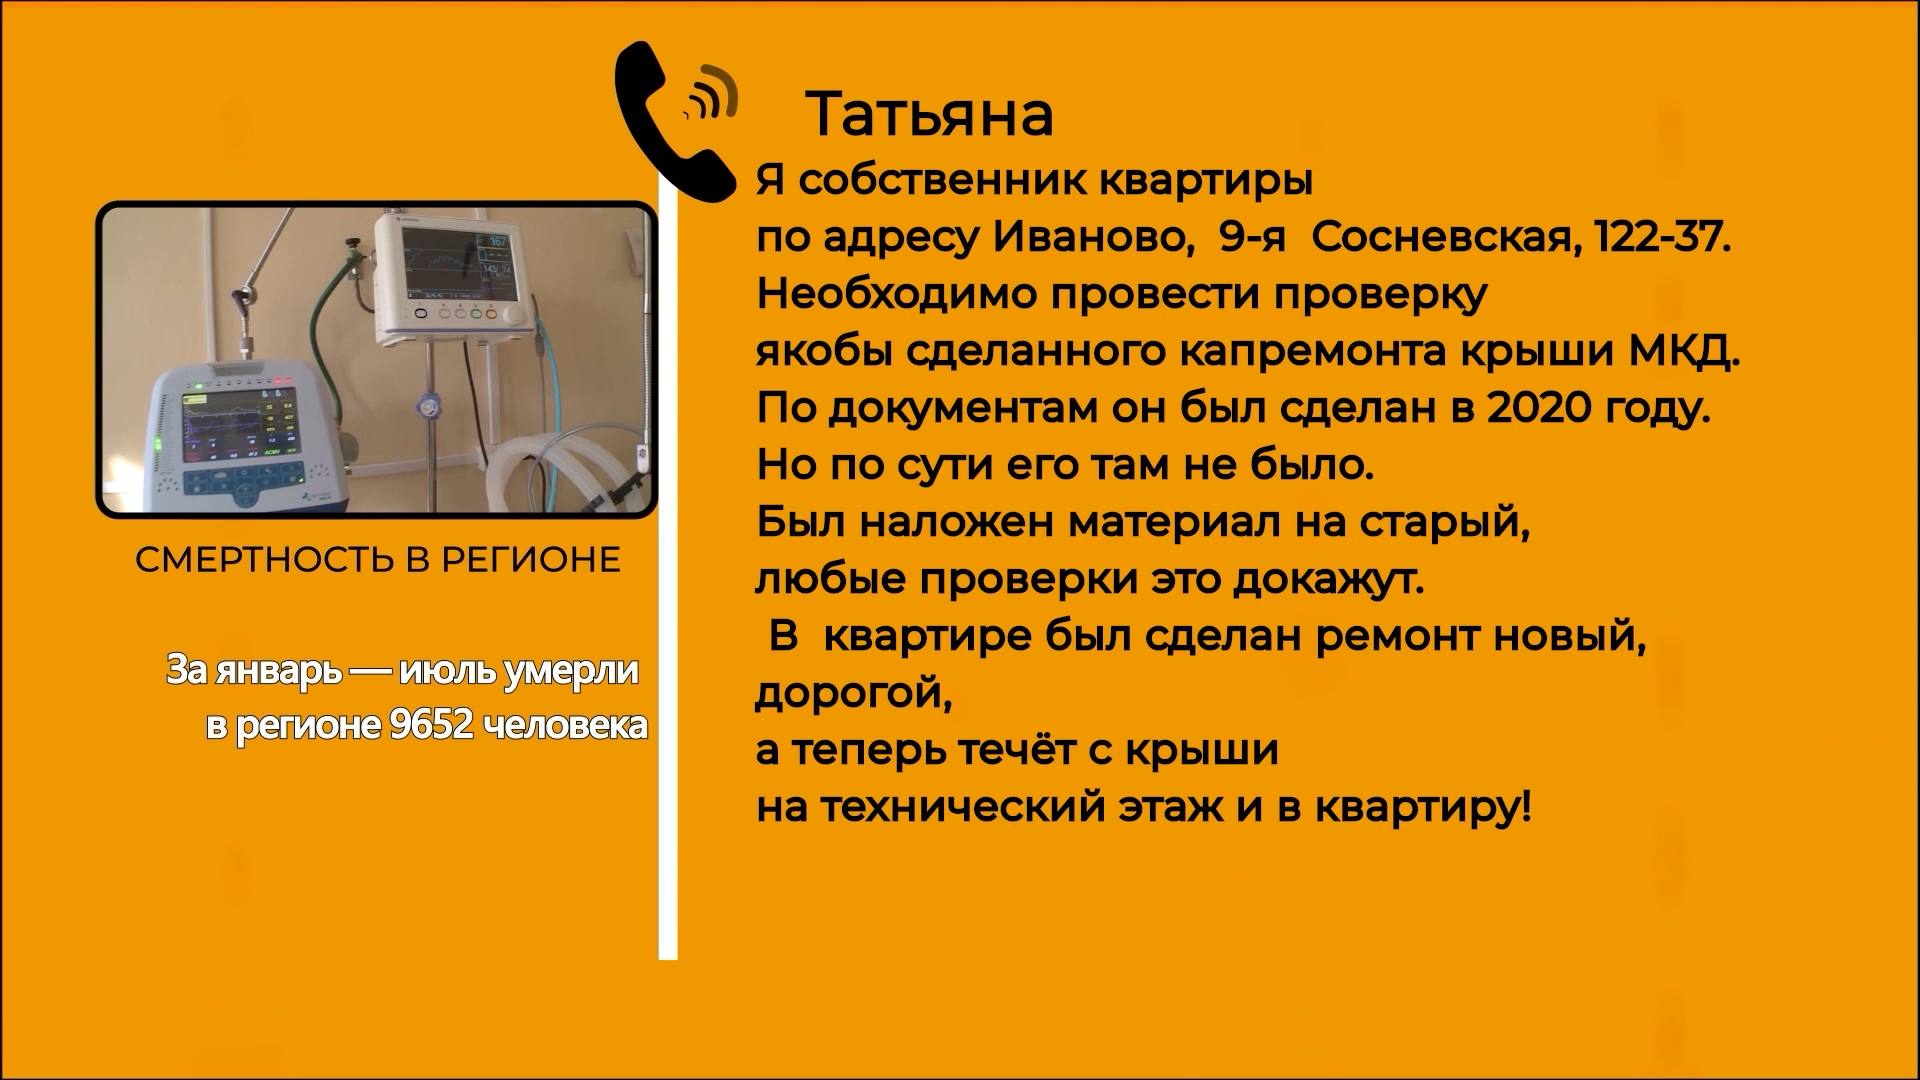 Татьяна
Я собственник квартиры
по адресу Иваново, 9-я Сосневская, 122-37.
Необходимо провести проверку
якобы сделанного капремонта крыши МКД.
По документам он был сделан в 2020 году.
Но по сути его там не было.
Был наложен материал на старый,
любые проверки это докажут.
В квартире был сделан ремонт новый,
дорогой,
а теперь течёт с крыши
на технический этаж и в квартиру!
СМЕРТНОСТЬ В РЕГИОНЕ
За январь — июль умерли
в регионе 9652 человека